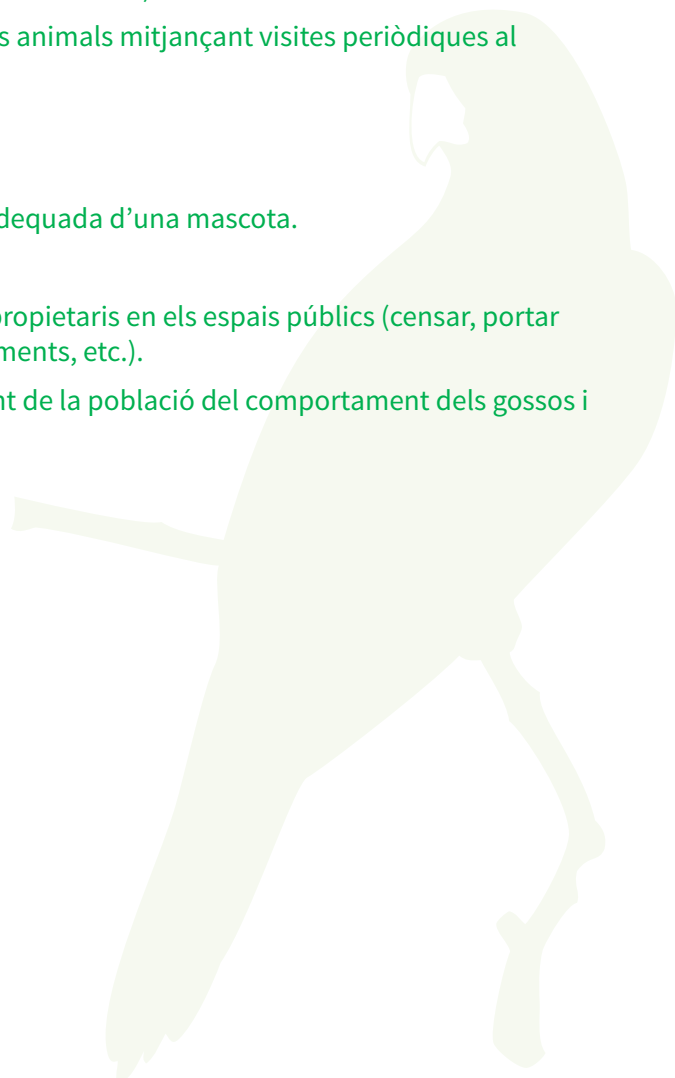 s animals mitjançant visites periòdiques al
dequada d’una mascota.
propietaris en els espais públics (censar, portar
ments, etc.).
nt de la població del comportament dels gossos i